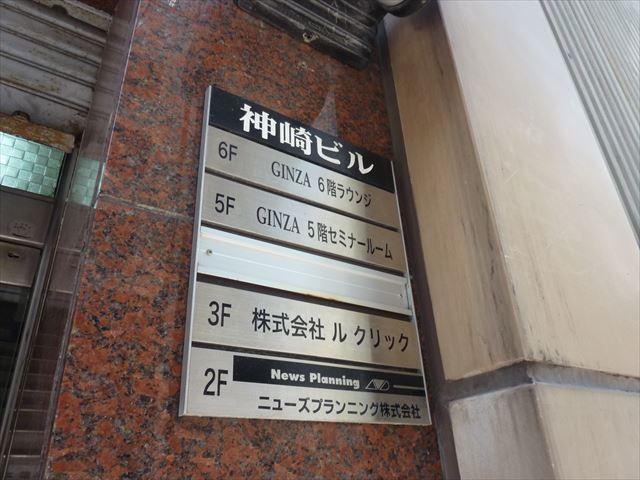 神崎ビル
6F GINZA 6階ラウンジ
5F GINZA 5階セミナールーム
3F 株式会社 ル クリック
2F News Planning
ニューズプランニング株式会社